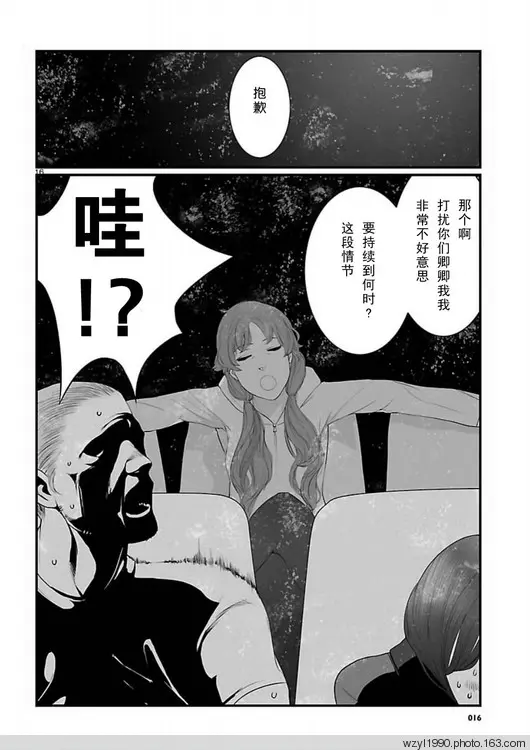 抱歉
16
那个啊
打扰你们卿卿我我
非常不好意思
要持续到何时？
这段情节
哇
!?
016
wzyl1990.photo.163.com